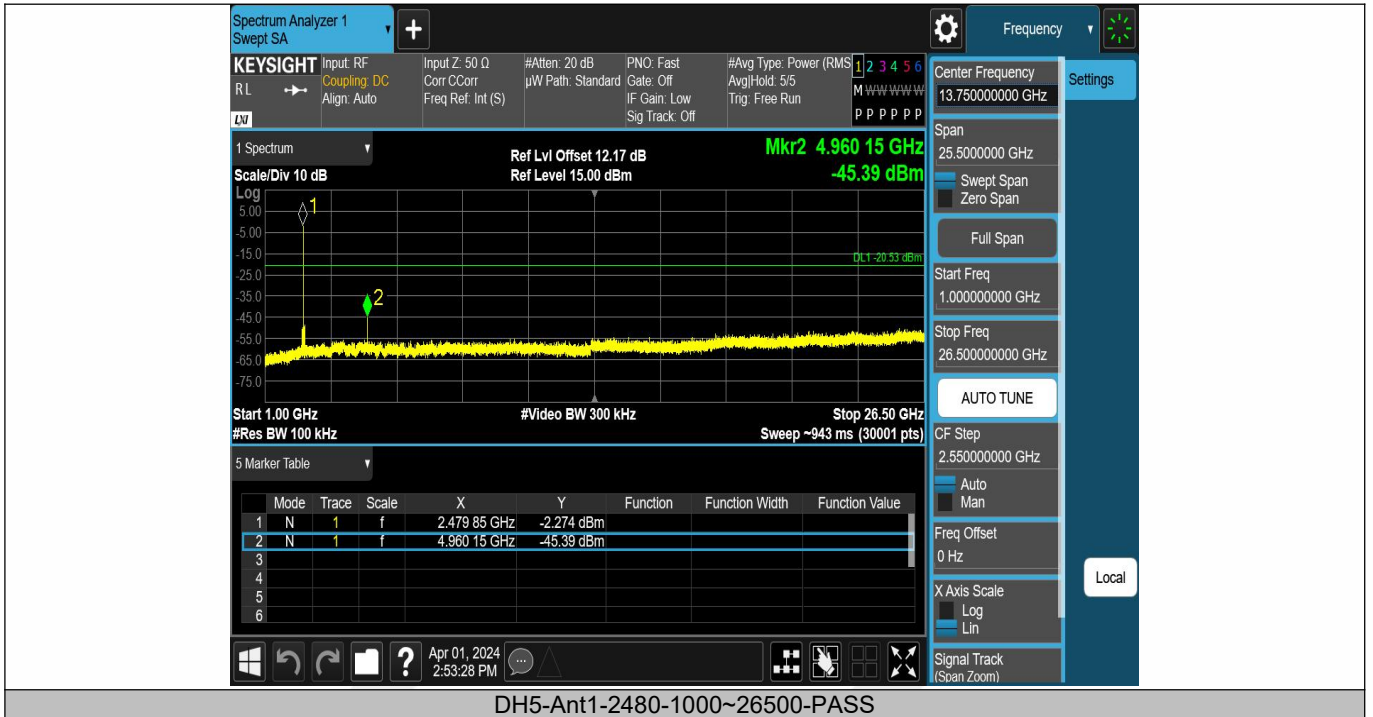 Spectrum Analyzer 1
Swept SA
+
Frequency
KEYSIGHT
RL
LXI
Input: RF
Coupling: DC
Align: Auto
Input Z: 50 Ω
Corr CCorr
Freq Ref: Int (S)
#Atten: 20 dB
µW Path: Standard
PNO: Fast
Gate: Off
IF Gain: Low
Sig Track: Off
#Avg Type: Power (RMS
Avg|Hold: 5/5
Trig: Free Run
1 2 3 4 5 6
M W W W W W
P P P P P P
1 Spectrum
Scale/Div 10 dB
Ref Lvl Offset 12.17 dB
Ref Level 15.00 dBm
Mkr2 4.960 15 GHz
-45.39 dBm
Log
5.00
-5.00
-15.0
-25.0
-35.0
-45.0
-55.0
-65.0
-75.0
1
2
DL1 -20.53 dBm
Start 1.00 GHz
#Video BW 300 kHz
Stop 26.50 GHz
#Res BW 100 kHz
Sweep ~943 ms (30001 pts)
5 Marker Table
Mode Trace Scale X Y Function Function Width Function Value
1 N 1 f 2.479 85 GHz -2.274 dBm
2 N 1 f 4.960 15 GHz -45.39 dBm
3
4
5
6
?
Apr 01, 2024
2:53:28 PM
Center Frequency
13.750000000 GHz
Settings
Span
25.5000000 GHz
Swept Span
Zero Span
Full Span
Start Freq
1.000000000 GHz
Stop Freq
26.500000000 GHz
AUTO TUNE
CF Step
2.550000000 GHz
Auto
Man
Freq Offset
0 Hz
X Axis Scale
Log
Lin
Local
Signal Track
(Span Zoom)
DH5-Ant1-2480-1000~26500-PASS